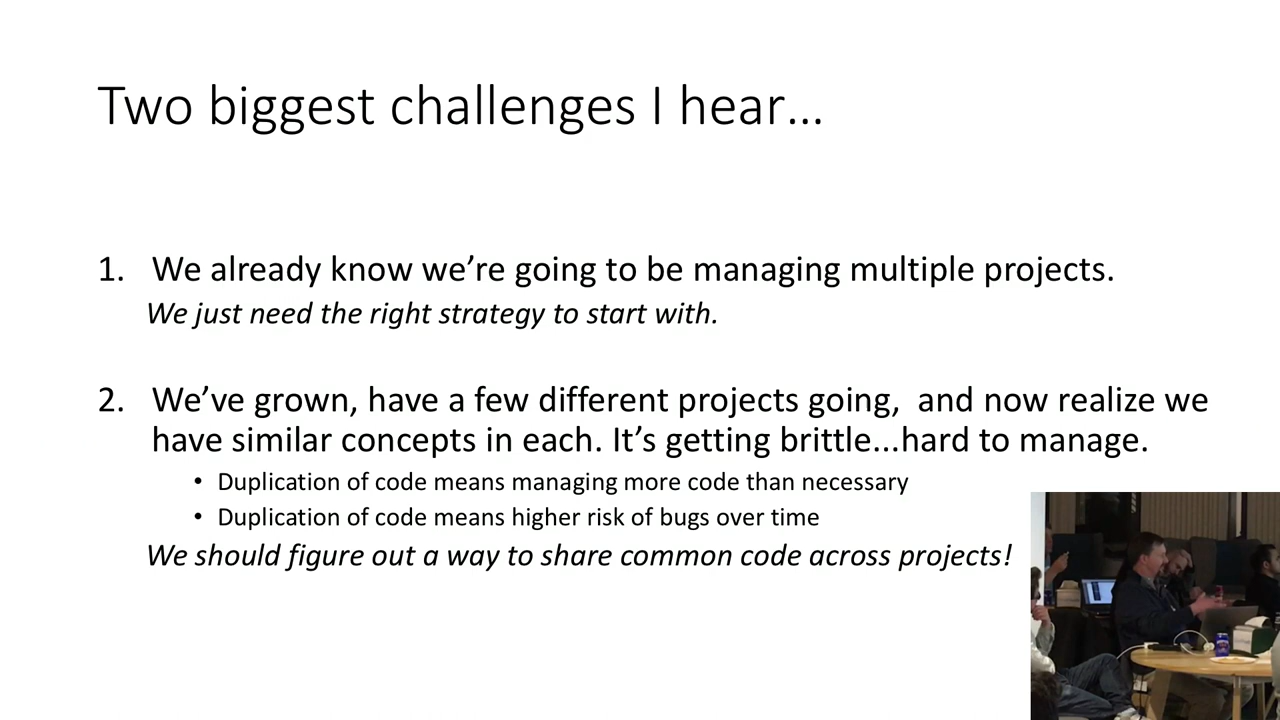 Two biggest challenges I hear...
1. We already know we’re going to be managing multiple projects.
We just need the right strategy to start with.
2. We’ve grown, have a few different projects going,  and now realize we
have similar concepts in each. It’s getting brittle...hard to manage.
• Duplication of code means managing more code than necessary
• Duplication of code means higher risk of bugs over time
We should figure out a way to share common code across projects!